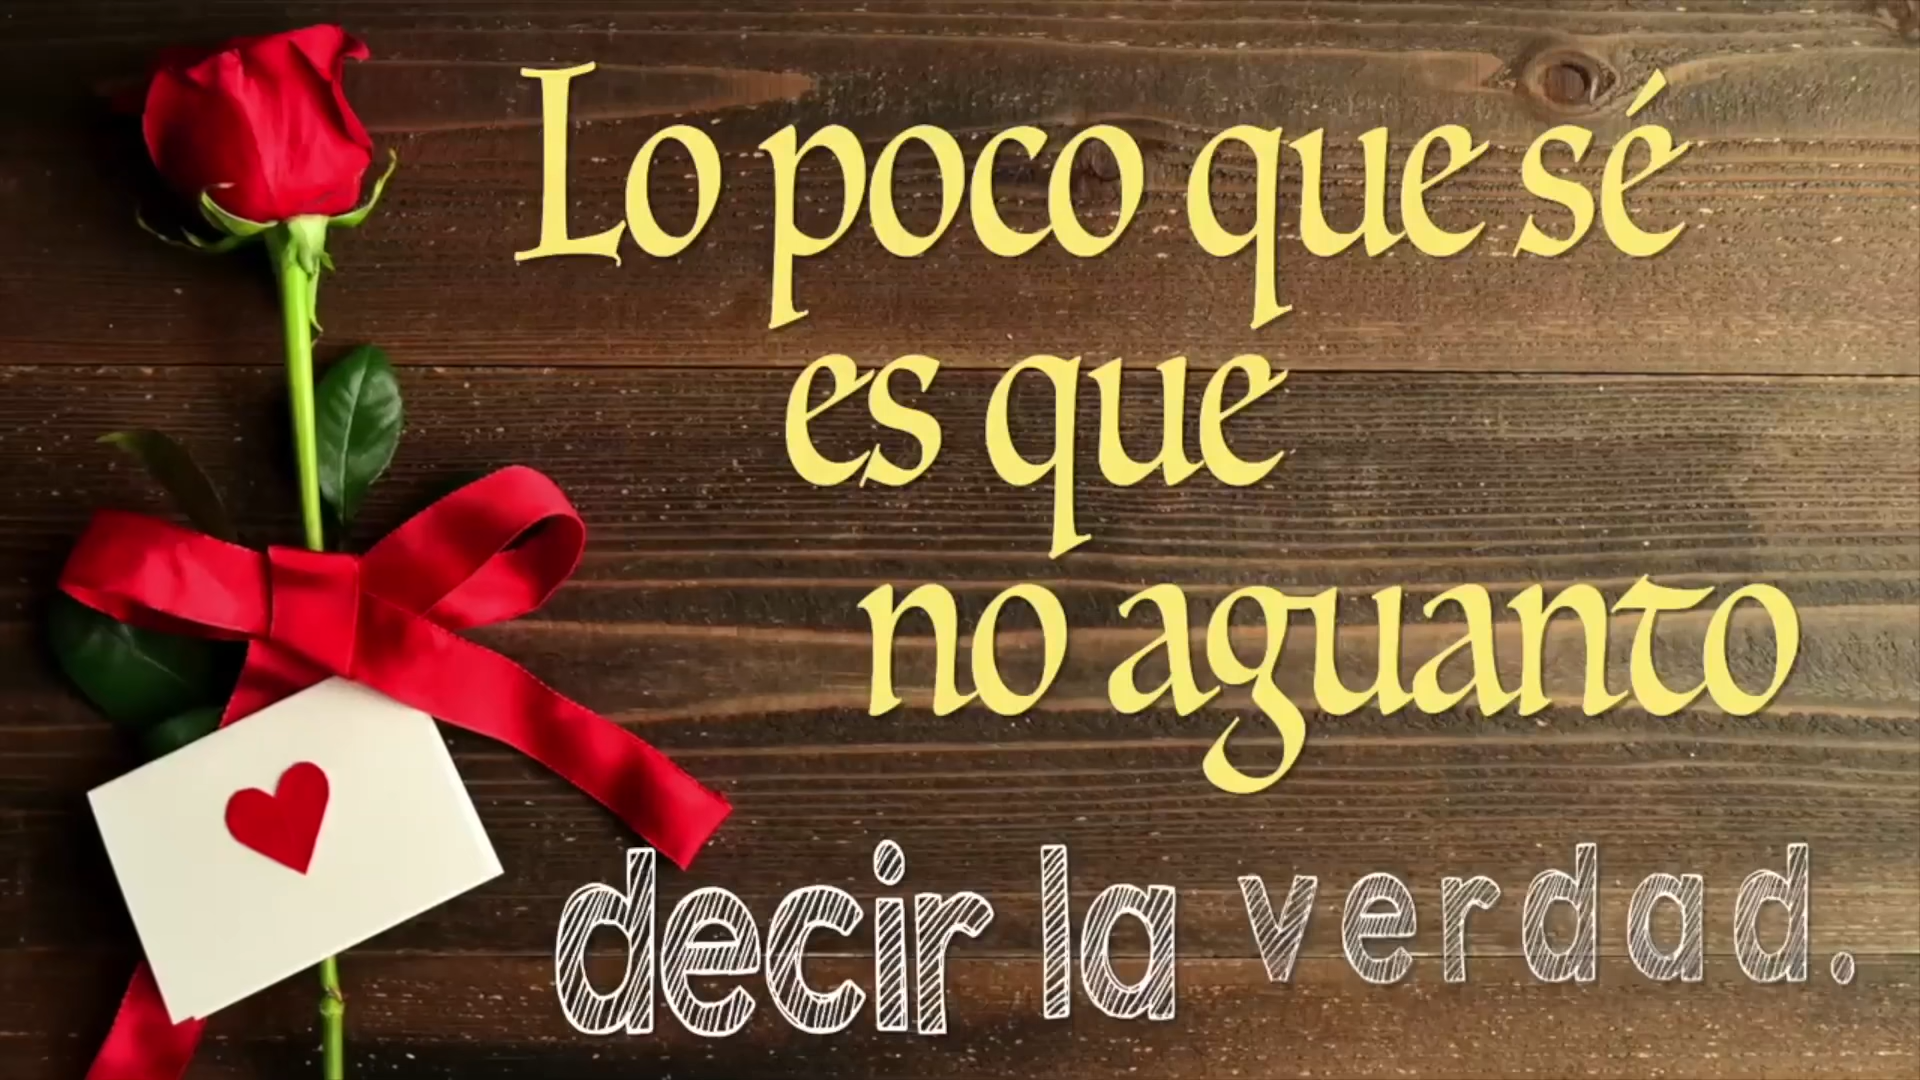 Lo poco que sé
es que
no aguanto
decir la verdad.